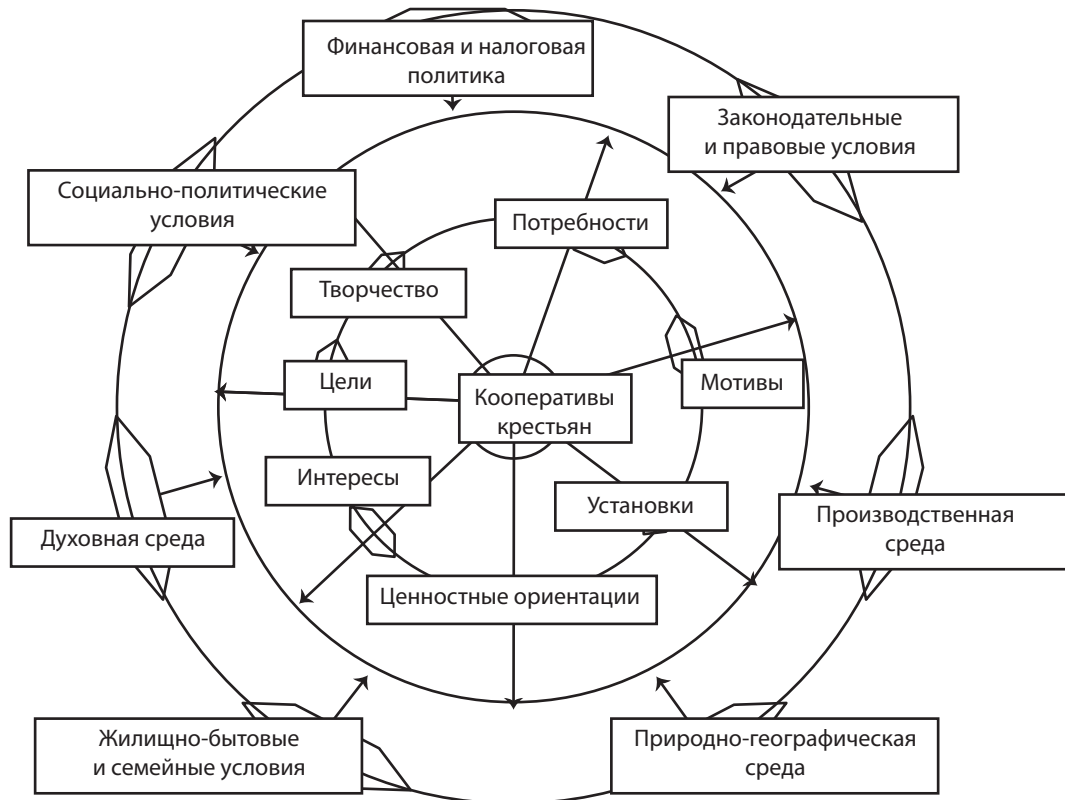 Финансовая и налоговая
политика
Законодательные
и правовые условия
Социально-политические
условия
Потребности
Творчество
Цели
Кооперативы
крестьян
Мотивы
Интересы
Установки
Духовная среда
Производственная
среда
Ценностные ориентации
Жилищно-бытовые
и семейные условия
Природно-географическая
среда